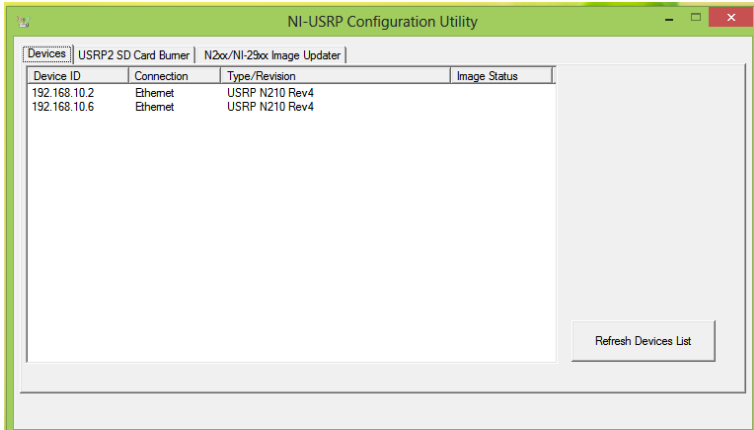 NI-USRP Configuration Utility
Devices USRP2 SD Card Burner N2xx/NI-29xx Image Updater
Device ID Connection Type/Revision Image Status
192.168.10.2 Ethernet USRP N210 Rev4
192.168.10.6 Ethernet USRP N210 Rev4
Refresh Devices List